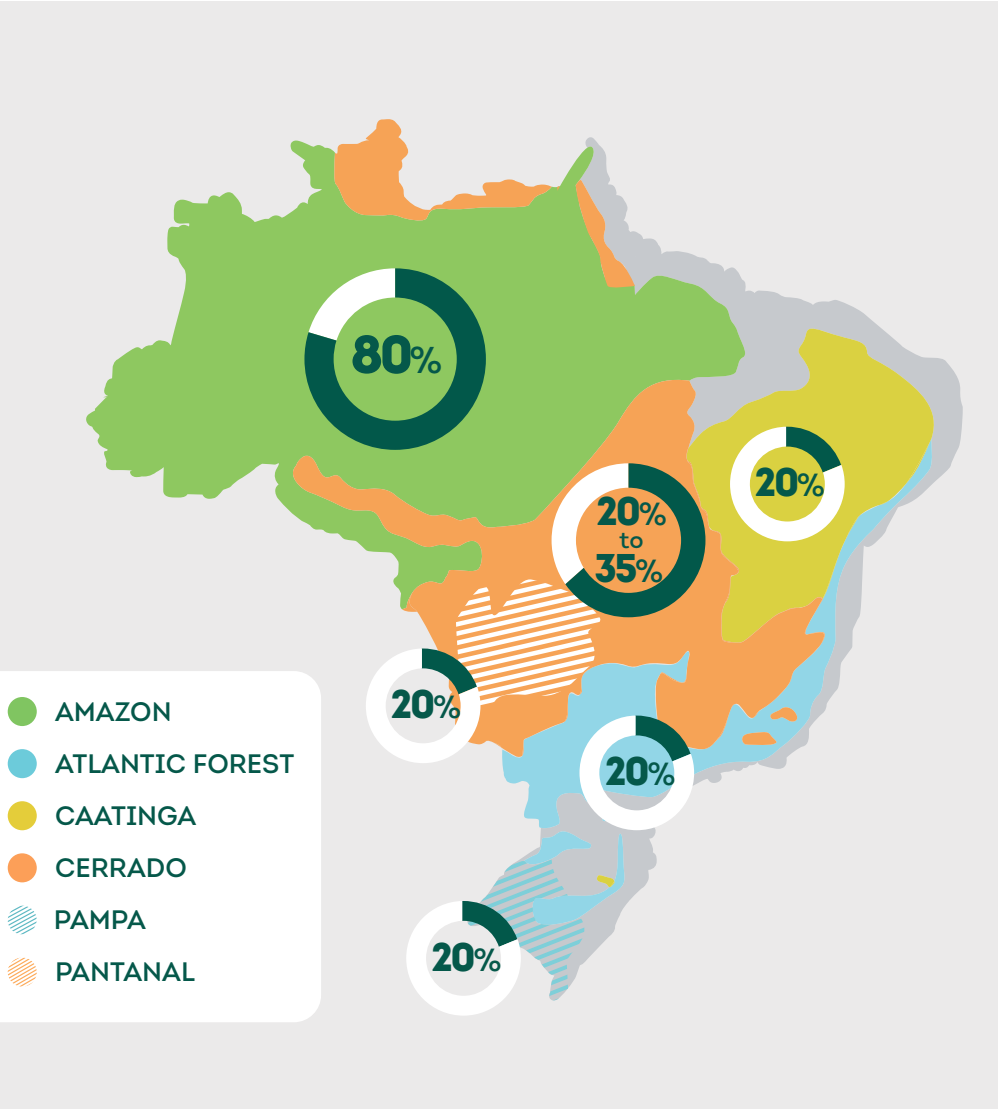 80%
20%
20%
to
35%
20%
20%
20%
AMAZON
ATLANTIC FOREST
CAATINGA
CERRADO
PAMPA
PANTANAL